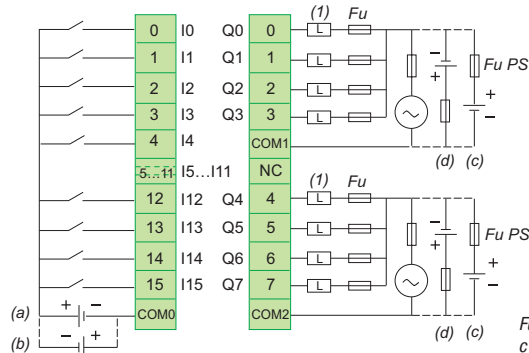 (1) Fu
0 I0 Q0 0 L
1 I1 Q1 1 L
2 I2 Q2 2 L
3 I3 Q3 3 L
4 I4 COM1
Fu PS
(d) (c)
5...11 I5...I11 NC
(1) Fu
12 I12 Q4 4 L
13 I13 Q5 5 L
14 I14 Q6 6 L
15 I15 Q7 7 L
Fu PS
(a) + − COM0 COM2
(d) (c)
(b) − +